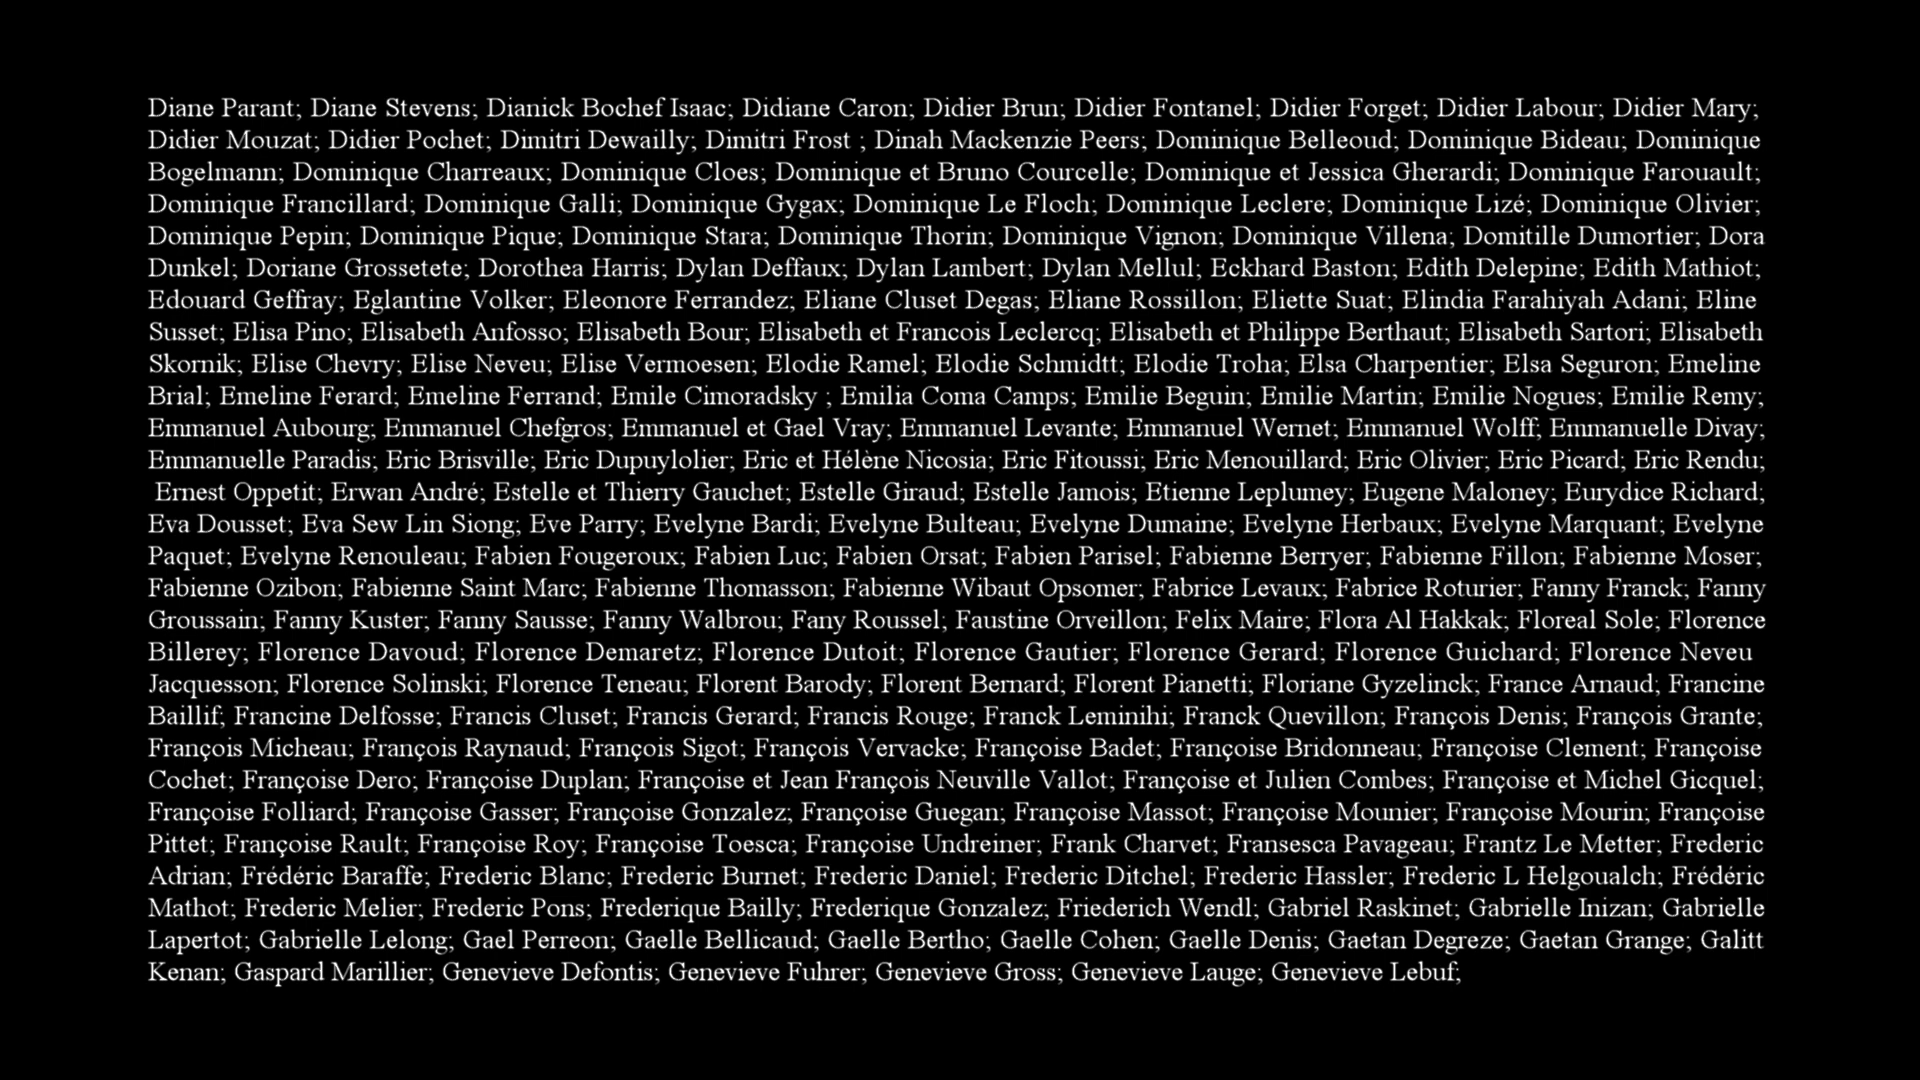 Diane Parant; Diane Stevens; Dianick Bochef Isaac; Didiane Caron; Didier Brun; Didier Fontanel; Didier Forget; Didier Labour; Didier Mary;
Didier Mouzat; Didier Pochet; Dimitri Dewailly; Dimitri Frost ; Dinah Mackenzie Peers; Dominique Belleoud; Dominique Bideau; Dominique
Bogelmann; Dominique Charreaux; Dominique Cloes; Dominique et Bruno Courcelle; Dominique et Jessica Gherardi; Dominique Farouault;
Dominique Francillard; Dominique Galli; Dominique Gygax; Dominique Le Floch; Dominique Leclere; Dominique Lizé; Dominique Olivier;
Dominique Pepin; Dominique Pique; Dominique Stara; Dominique Thorin; Dominique Vignon; Dominique Villena; Domitille Dumortier; Dora
Dunkel; Doriane Grossetete; Dorothea Harris; Dylan Deffaux; Dylan Lambert; Dylan Mellul; Eckhard Baston; Edith Delepine; Edith Mathiot;
Edouard Geffray; Eglantine Volker; Eleonore Ferrandez; Eliane Cluset Degas; Eliane Rossillon; Eliette Suat; Elindia Farahiyah Adani; Eline
Susset; Elisa Pino; Elisabeth Anfosso; Elisabeth Bour; Elisabeth et Francois Leclercq; Elisabeth et Philippe Berthaut; Elisabeth Sartori; Elisabeth
Skornik; Elise Chevry; Elise Neveu; Elise Vermoesen; Elodie Ramel; Elodie Schmidtt; Elodie Troha; Elsa Charpentier; Elsa Seguron; Emeline
Brial; Emeline Ferard; Emeline Ferrand; Emile Cimoradsky ; Emilia Coma Camps; Emilie Beguin; Emilie Martin; Emilie Nogues; Emilie Remy;
Emmanuel Aubourg; Emmanuel Chefgros; Emmanuel et Gael Vray; Emmanuel Levante; Emmanuel Wernet; Emmanuel Wolff; Emmanuelle Divay;
Emmanuelle Paradis; Eric Brisville; Eric Dupuylolier; Eric et Hélène Nicosia; Eric Fitoussi; Eric Menouillard; Eric Olivier; Eric Picard; Eric Rendu;
Ernest Oppetit; Erwan André; Estelle et Thierry Gauchet; Estelle Giraud; Estelle Jamois; Etienne Leplumey; Eugene Maloney; Eurydice Richard;
Eva Dousset; Eva Sew Lin Siong; Eve Parry; Evelyne Bardi; Evelyne Bulteau; Evelyne Dumaine; Evelyne Herbaux; Evelyne Marquant; Evelyne
Paquet; Evelyne Renouleau; Fabien Fougeroux; Fabien Luc; Fabien Orsat; Fabien Parisel; Fabienne Berryer; Fabienne Fillon; Fabienne Moser;
Fabienne Ozibon; Fabienne Saint Marc; Fabienne Thomasson; Fabienne Wibaut Opsomer; Fabrice Levaux; Fabrice Roturier; Fanny Franck; Fanny
Groussain; Fanny Kuster; Fanny Sausse; Fanny Walbrou; Fany Roussel; Faustine Orveillon; Felix Maire; Flora Al Hakkak; Floreal Sole; Florence
Billerey; Florence Davoud; Florence Demaretz; Florence Dutoit; Florence Gautier; Florence Gerard; Florence Guichard; Florence Neveu
Jacquesson; Florence Solinski; Florence Teneau; Florent Barody; Florent Bernard; Florent Pianetti; Floriane Gyzelinck; France Arnaud; Francine
Baillif; Francine Delfosse; Francis Cluset; Francis Gerard; Francis Rouge; Franck Leminihi; Franck Quevillon; François Denis; François Grante;
François Micheau; François Raynaud; François Sigot; François Vervacke; Françoise Badet; Françoise Bridonneau; Françoise Clement; Françoise
Cochet; Françoise Dero; Françoise Duplan; Françoise et Jean François Neuville Vallot; Françoise et Julien Combes; Françoise et Michel Gicquel;
Françoise Folliard; Françoise Gasser; Françoise Gonzalez; Françoise Guegan; Françoise Massot; Françoise Mounier; Françoise Mourin; Françoise
Pittet; Françoise Rault; Françoise Roy; Françoise Toesca; Françoise Undreiner; Frank Charvet; Fransesca Pavageau; Frantz Le Metter; Frederic
Adrian; Frédéric Baraffe; Frederic Blanc; Frederic Burnet; Frederic Daniel; Frederic Ditchel; Frederic Hassler; Frederic L Helgoualch; Frédéric
Mathot; Frederic Melier; Frederic Pons; Frederique Bailly; Frederique Gonzalez; Friederich Wendl; Gabriel Raskinet; Gabrielle Inizan; Gabrielle
Lapertot; Gabrielle Lelong; Gael Perreon; Gaelle Bellicaud; Gaelle Bertho; Gaelle Cohen; Gaelle Denis; Gaetan Degreze; Gaetan Grange; Galitt
Kenan; Gaspard Marillier; Genevieve Defontis; Genevieve Fuhrer; Genevieve Gross; Genevieve Lauge; Genevieve Lebuf;